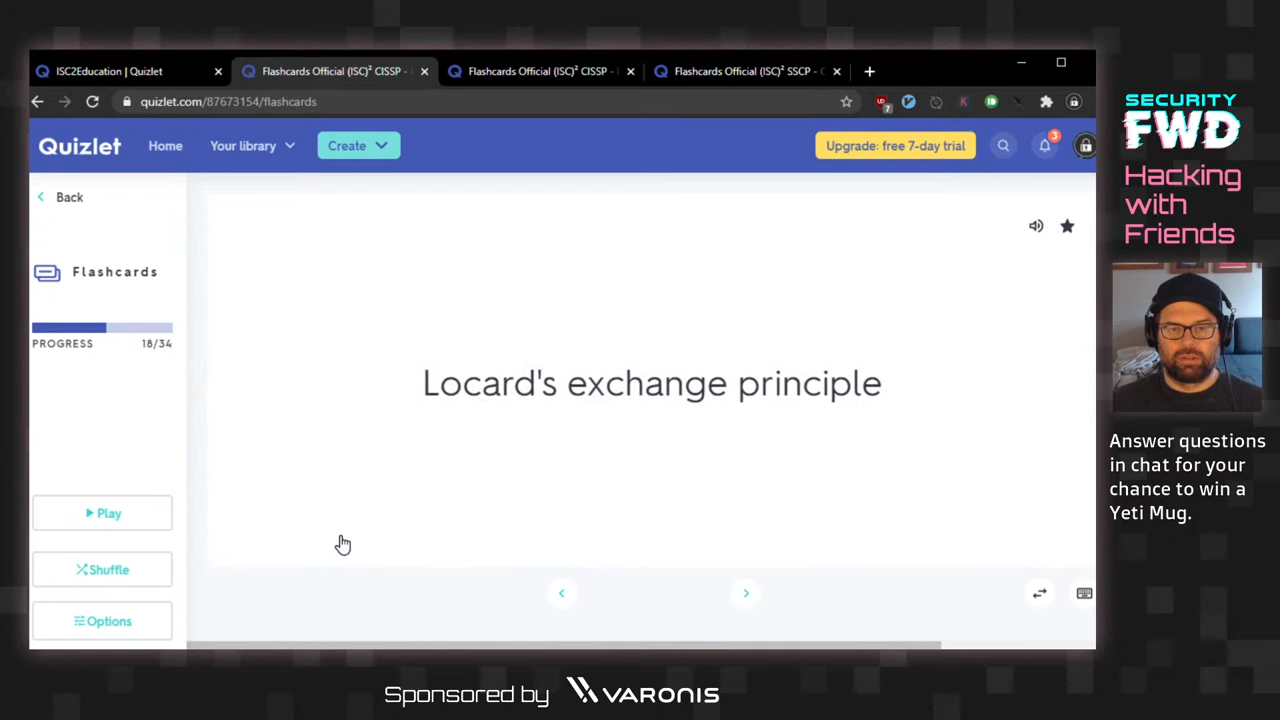 ISC2Education | Quizlet
Flashcards Official (ISC)² CISSP -
Flashcards Official (ISC)² CISSP -
Flashcards Official (ISC)² SSCP -
quizlet.com/87673154/flashcards
7
Quizlet
Home
Your library
Create
Upgrade: free 7-day trial
3
Back
Flashcards
PROGRESS 18/34
Locard's exchange principle
Play
Shuffle
Options
SECURITY
FWD
Hacking
with
Friends
Answer questions
in chat for your
chance to win a
Yeti Mug.
Sponsored by VARONIS